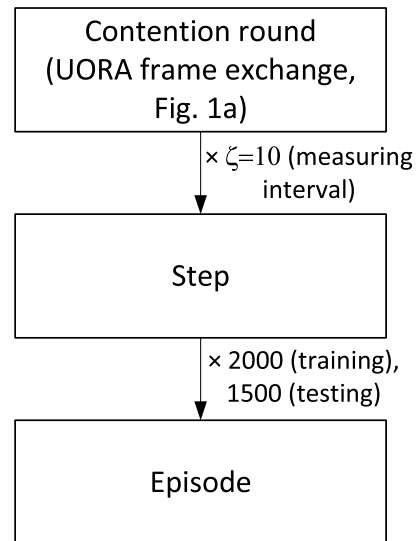 Contention round
(UORA frame exchange,
Fig. 1a)
× ζ=10 (measuring
interval)
Step
× 2000 (training),
1500 (testing)
Episode